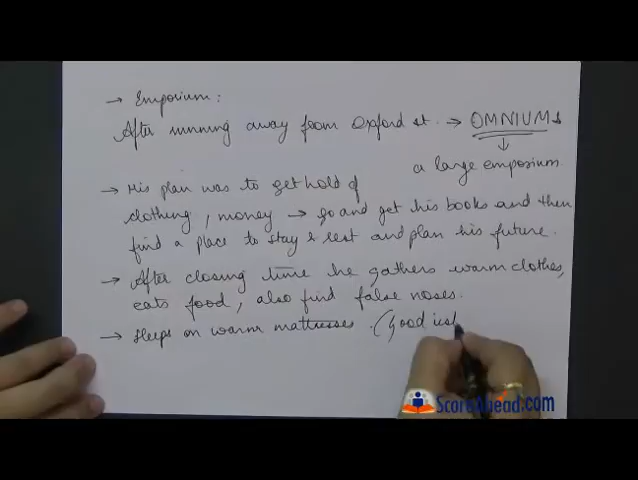 → Emporium :
After running away from Oxford st. → OMNIUMs
↓
a large emporium
→ His plan was to get hold of
clothing, money → go and get his books and then
find a place to stay & rest and plan his future.
→ After closing time he gathers warm clothes,
eats food, also find false noses.
→ sleeps on warm mattresses. (Good
ScoreAhead.com